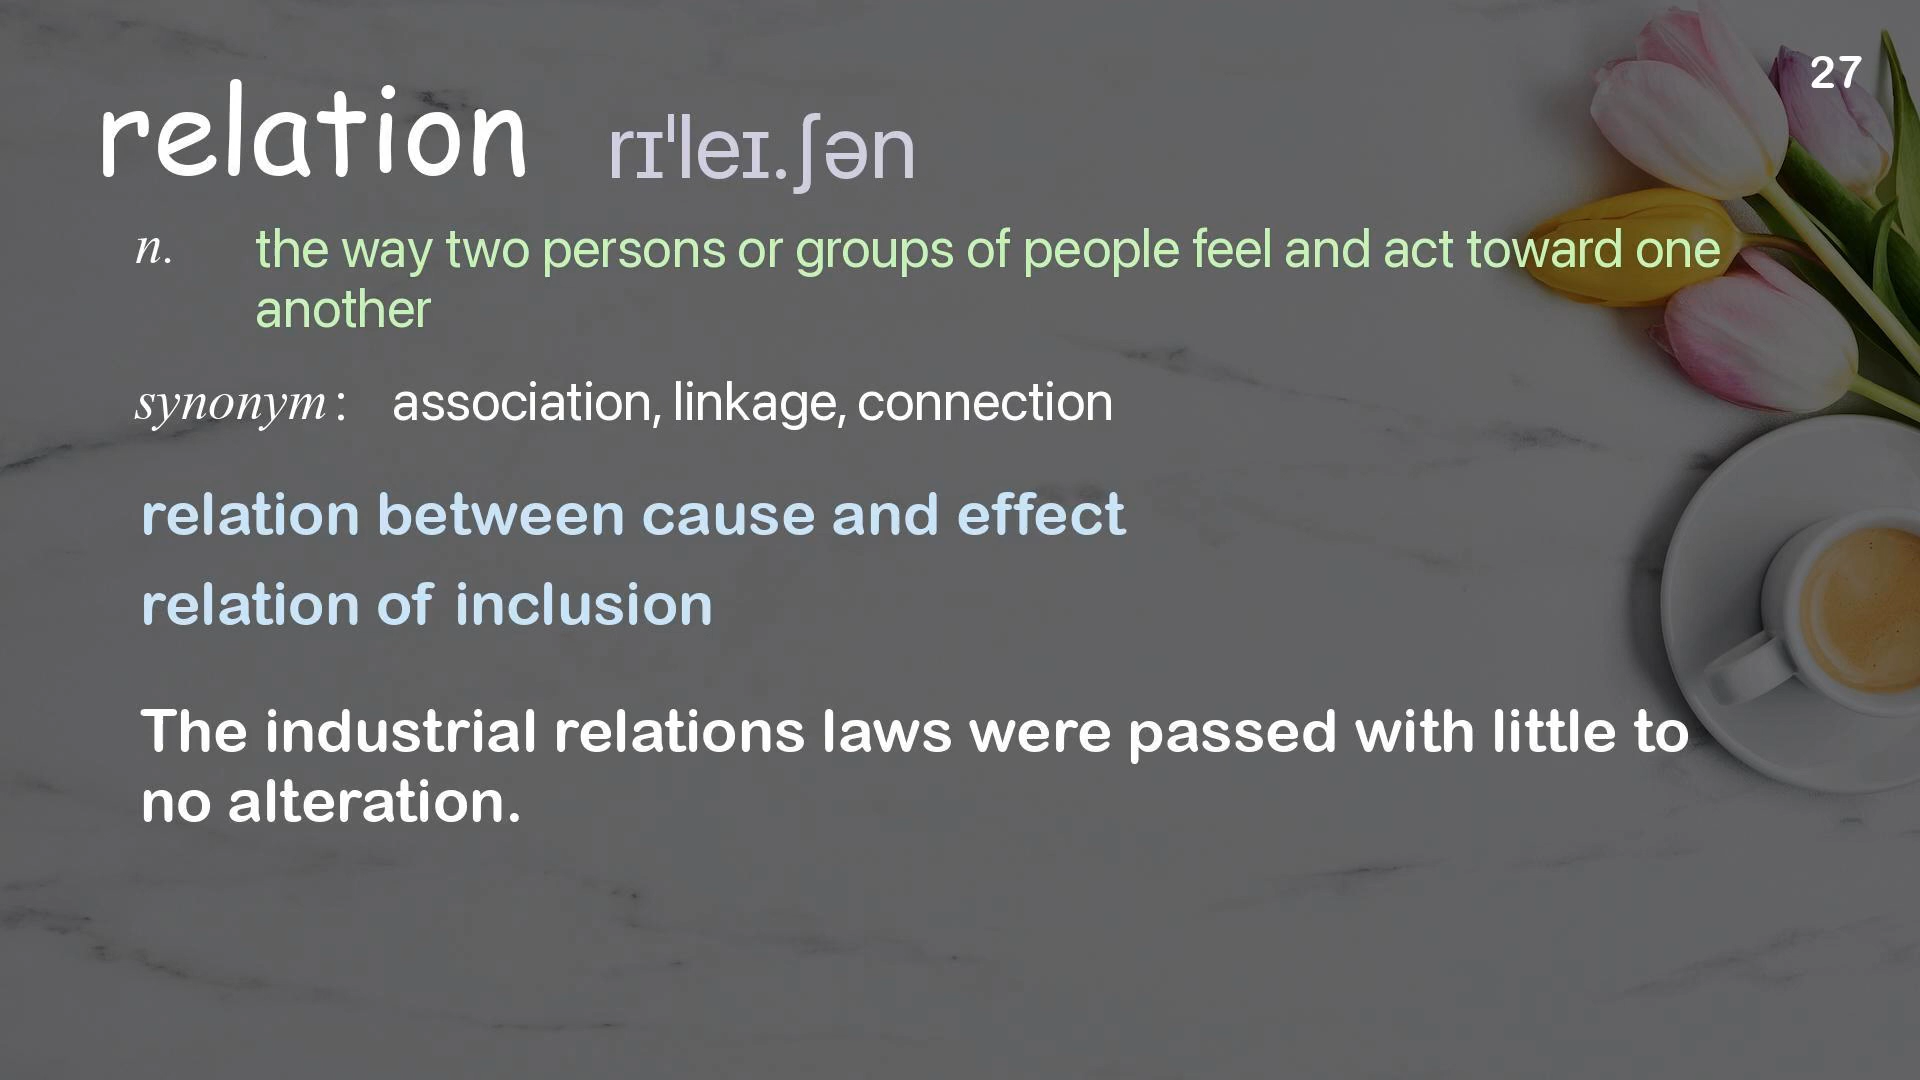 27
relation rɪˈleɪ.ʃən
n. the way two persons or groups of people feel and act toward one
another
synonym: association, linkage, connection
relation between cause and effect
relation of inclusion
The industrial relations laws were passed with little to
no alteration.